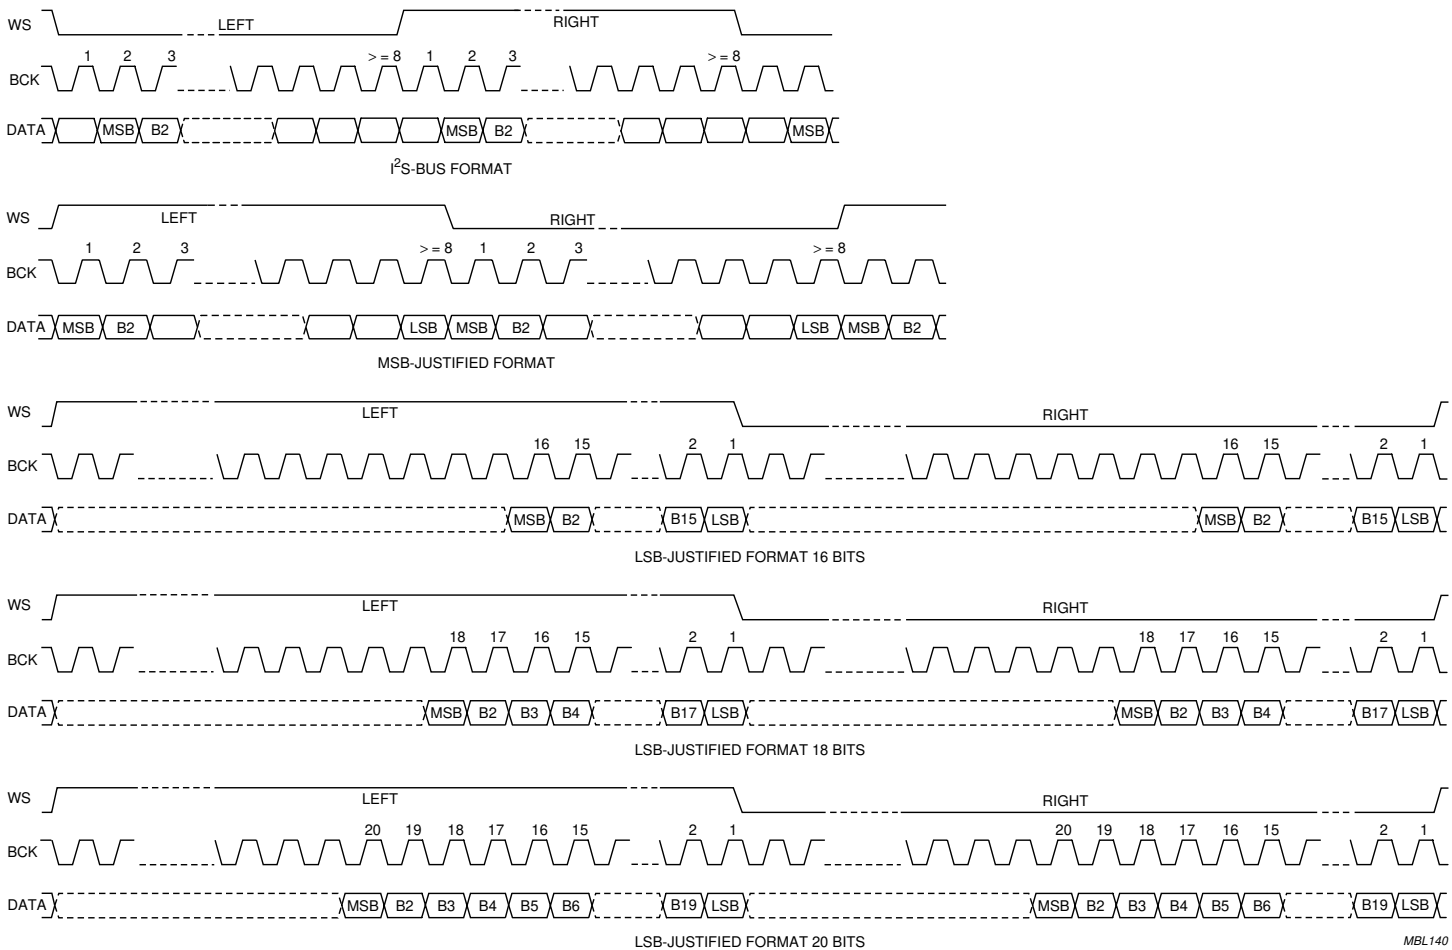 WS LEFT RIGHT
BCK 1 2 3 > = 8 1 2 3 > = 8
DATA MSB B2 MSB B2 MSB
I²S-BUS FORMAT
WS LEFT RIGHT
BCK 1 2 3 > = 8 1 2 3 > = 8
DATA MSB B2 LSB MSB B2 LSB MSB B2
MSB-JUSTIFIED FORMAT
WS LEFT RIGHT
BCK 16 15 2 1 16 15 2 1
DATA MSB B2 B15 LSB MSB B2 B15 LSB
LSB-JUSTIFIED FORMAT 16 BITS
WS LEFT RIGHT
BCK 18 17 16 15 2 1 18 17 16 15 2 1
DATA MSB B2 B3 B4 B17 LSB MSB B2 B3 B4 B17 LSB
LSB-JUSTIFIED FORMAT 18 BITS
WS LEFT RIGHT
BCK 20 19 18 17 16 15 2 1 20 19 18 17 16 15 2 1
DATA MSB B2 B3 B4 B5 B6 B19 LSB MSB B2 B3 B4 B5 B6 B19 LSB
LSB-JUSTIFIED FORMAT 20 BITS
MBL140